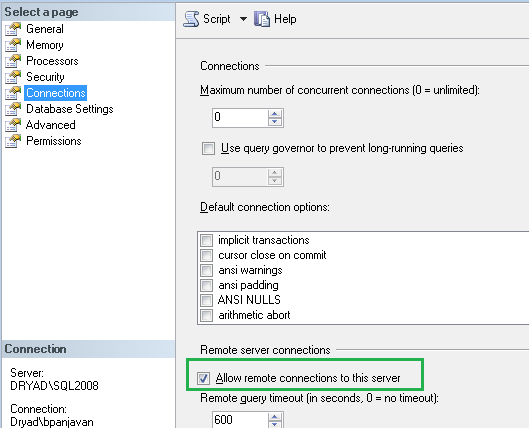 Select a page
General
Memory
Processors
Security
Connections
Database Settings
Advanced
Permissions
Connection
Server:
DRYAD\SQL2008
Connection:
Dryad\bpanjavan
Script Help
Connections
Maximum number of concurrent connections (0 = unlimited):
0
Use query governor to prevent long-running queries
0
Default connection options:
implicit transactions
cursor close on commit
ansi warnings
ansi padding
ANSI NULLS
arithmetic abort
Remote server connections
Allow remote connections to this server
Remote query timeout (in seconds, 0 = no timeout):
600